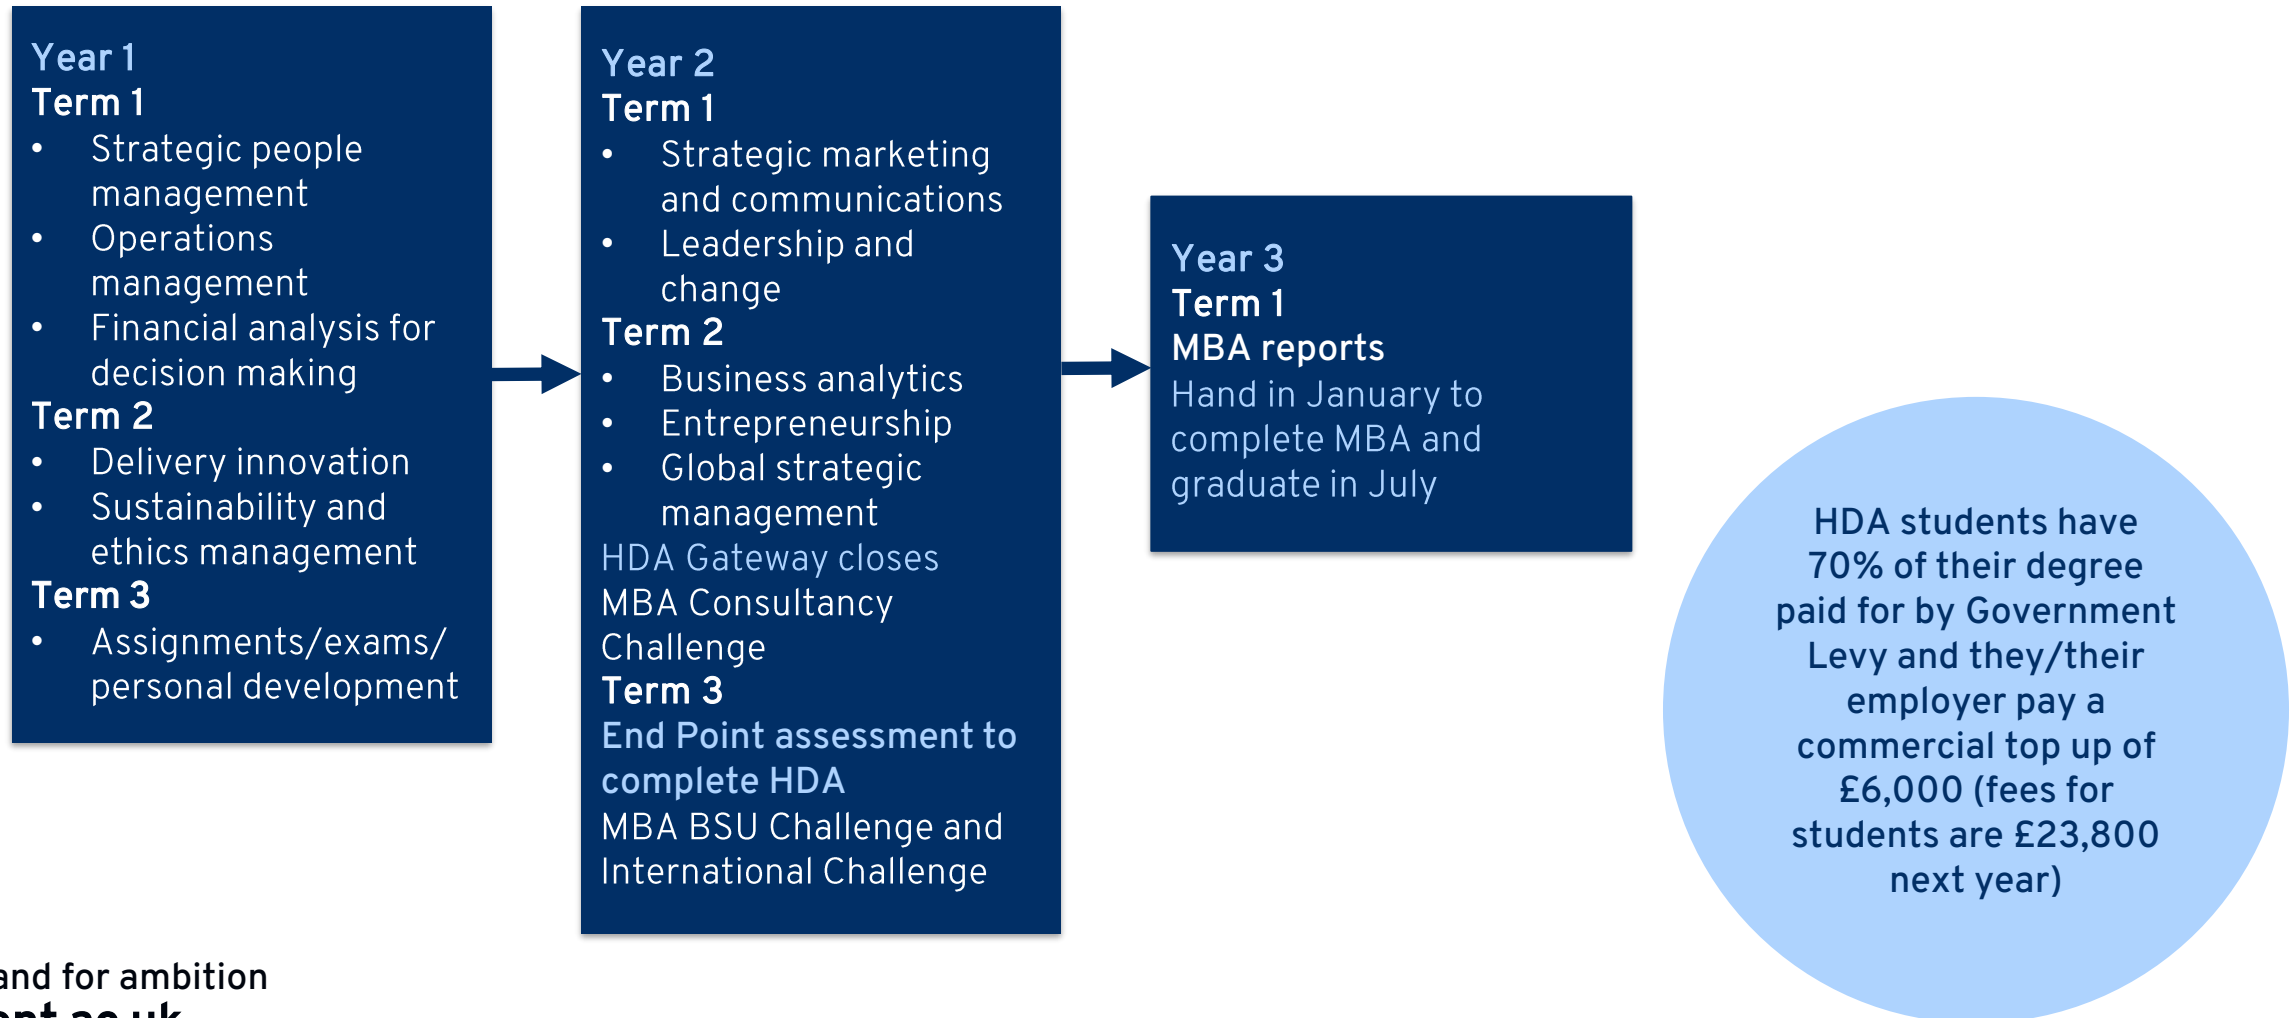 Year 1
Term 1
• Strategic people
management
• Operations
management
• Financial analysis for
decision making
Term 2
• Delivery innovation
• Sustainability and
ethics management
Term 3
• Assignments/exams/
personal development
Year 2
Term 1
• Strategic marketing
and communications
• Leadership and
change
Term 2
• Business analytics
• Entrepreneurship
• Global strategic
management
HDA Gateway closes
MBA Consultancy
Challenge
Term 3
End Point assessment to
complete HDA
MBA BSU Challenge and
International Challenge
Year 3
Term 1
MBA reports
Hand in January to
complete MBA and
graduate in July
HDA students have
70% of their degree
paid for by Government
Levy and they/their
employer pay a
commercial top up of
£6,000 (fees for
students are £23,800
next year)
and for ambition